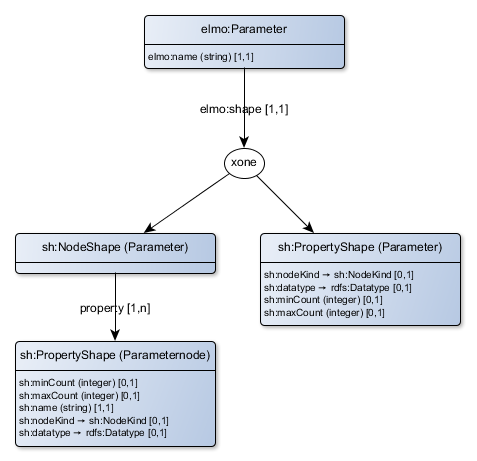 elmo:Parameter
elmo:name (string) [1,1]
elmo:shape [1,1]
xone
sh:NodeShape (Parameter)
sh:PropertyShape (Parameter)
sh:nodeKind → sh:NodeKind [0,1]
sh:datatype → rdfs:Datatype [0,1]
sh:minCount (integer) [0,1]
sh:maxCount (integer) [0,1]
property [1,n]
sh:PropertyShape (Parameternode)
sh:minCount (integer) [0,1]
sh:maxCount (integer) [0,1]
sh:name (string) [1,1]
sh:nodeKind → sh:NodeKind [0,1]
sh:datatype → rdfs:Datatype [0,1]